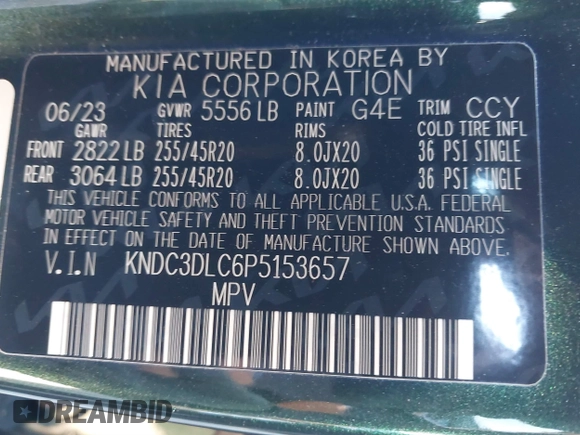 MANUFACTURED IN KOREA BY
KIA CORPORATION
06/23 GVWR 5556 LB PAINT G4E TRIM CCY
GAWR TIRES RIMS COLD TIRE INFL
FRONT 2822 LB 255/45R20 8.0JX20 36 PSI SINGLE
REAR 3064 LB 255/45R20 8.0JX20 36 PSI SINGLE
THIS VEHICLE CONFORMS TO ALL APPLICABLE U.S.A. FEDERAL
MOTOR VEHICLE SAFETY AND THEFT PREVENTION STANDARDS
IN EFFECT ON THE DATE OF MANUFACTURE SHOWN ABOVE.
V.I.N KNDC3DLC6P5153657
MPV
DREAMBID